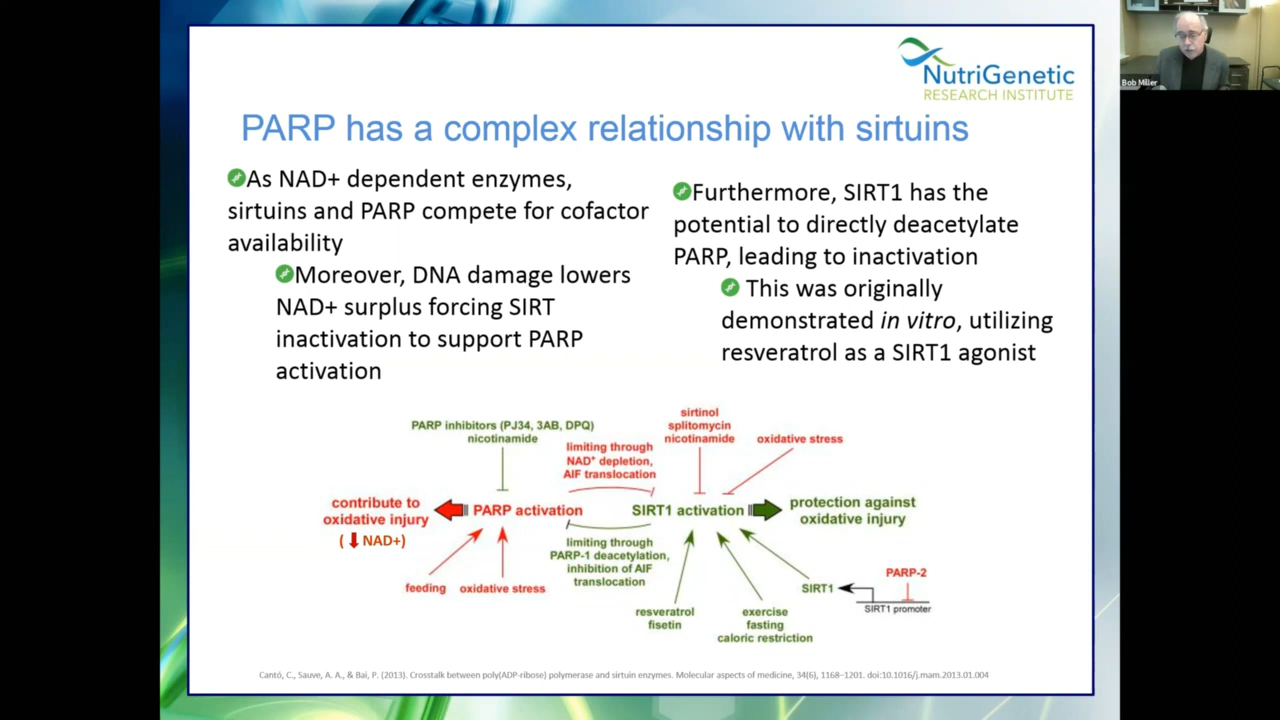 NutriGenetic
RESEARCH INSTITUTE
Bob Miller
PARP has a complex relationship with sirtuins
As NAD+ dependent enzymes,
sirtuins and PARP compete for cofactor
availability
Moreover, DNA damage lowers
NAD+ surplus forcing SIRT
inactivation to support PARP
activation
Furthermore, SIRT1 has the
potential to directly deacetylate
PARP, leading to inactivation
This was originally
demonstrated in vitro, utilizing
resveratrol as a SIRT1 agonist
PARP inhibitors (PJ34, 3AB, DPQ)
nicotinamide
limiting through
NAD⁺ depletion,
AIF translocation
sirtinol
splitomycin
nicotinamide
oxidative stress
contribute to
oxidative injury
( NAD+)
PARP activation
SIRT1 activation
protection against
oxidative injury
limiting through
PARP-1 deacetylation,
inhibition of AIF
translocation
feeding
oxidative stress
resveratrol
fisetin
exercise
fasting
caloric restriction
SIRT1
PARP-2
SIRT1 promoter
Cantó, C., Sauve, A. A., & Bai, P. (2013). Crosstalk between poly(ADP-ribose) polymerase and sirtuin enzymes. Molecular aspects of medicine, 34(6), 1168–1201. doi:10.1016/j.mam.2013.01.004